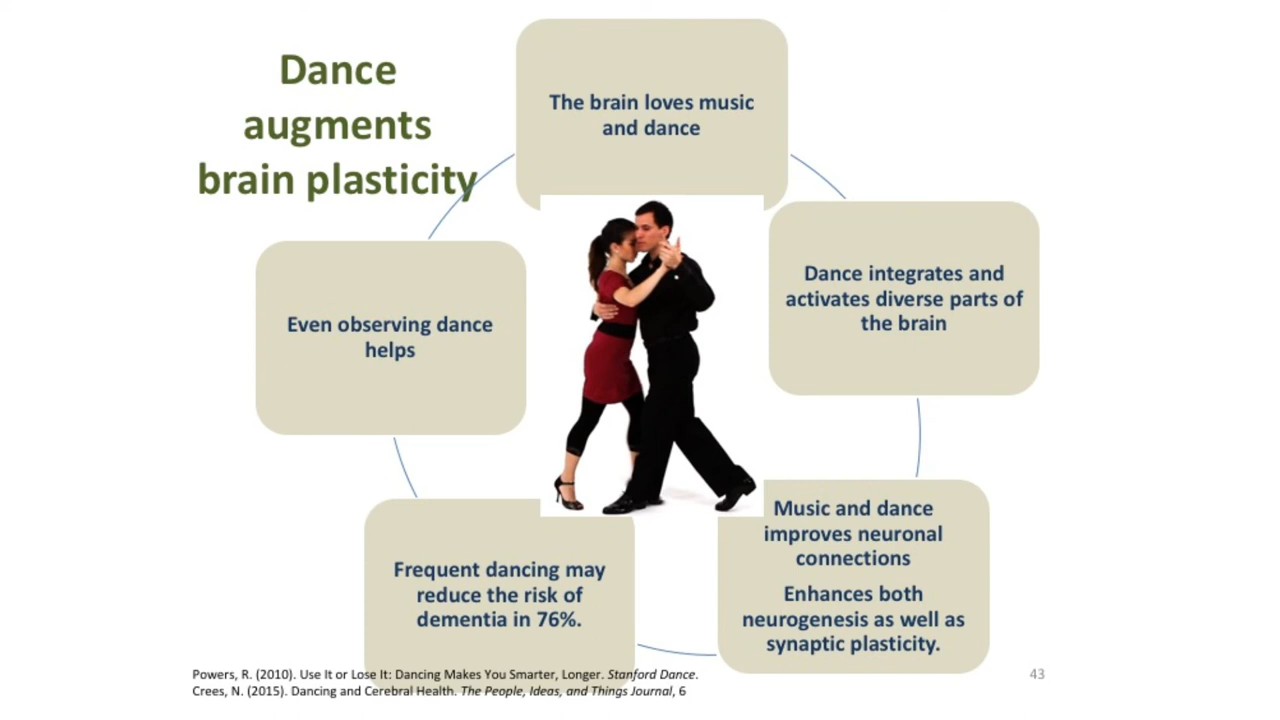 Dance
augments
brain plasticity
The brain loves music
and dance
Dance integrates and
activates diverse parts of
the brain
Music and dance
improves neuronal
connections
Enhances both
neurogenesis as well as
synaptic plasticity.
Frequent dancing may
reduce the risk of
dementia in 76%.
Even observing dance
helps
Powers, R. (2010). Use It or Lose It: Dancing Makes You Smarter, Longer. Stanford Dance.
Crees, N. (2015). Dancing and Cerebral Health. The People, Ideas, and Things Journal, 6
43